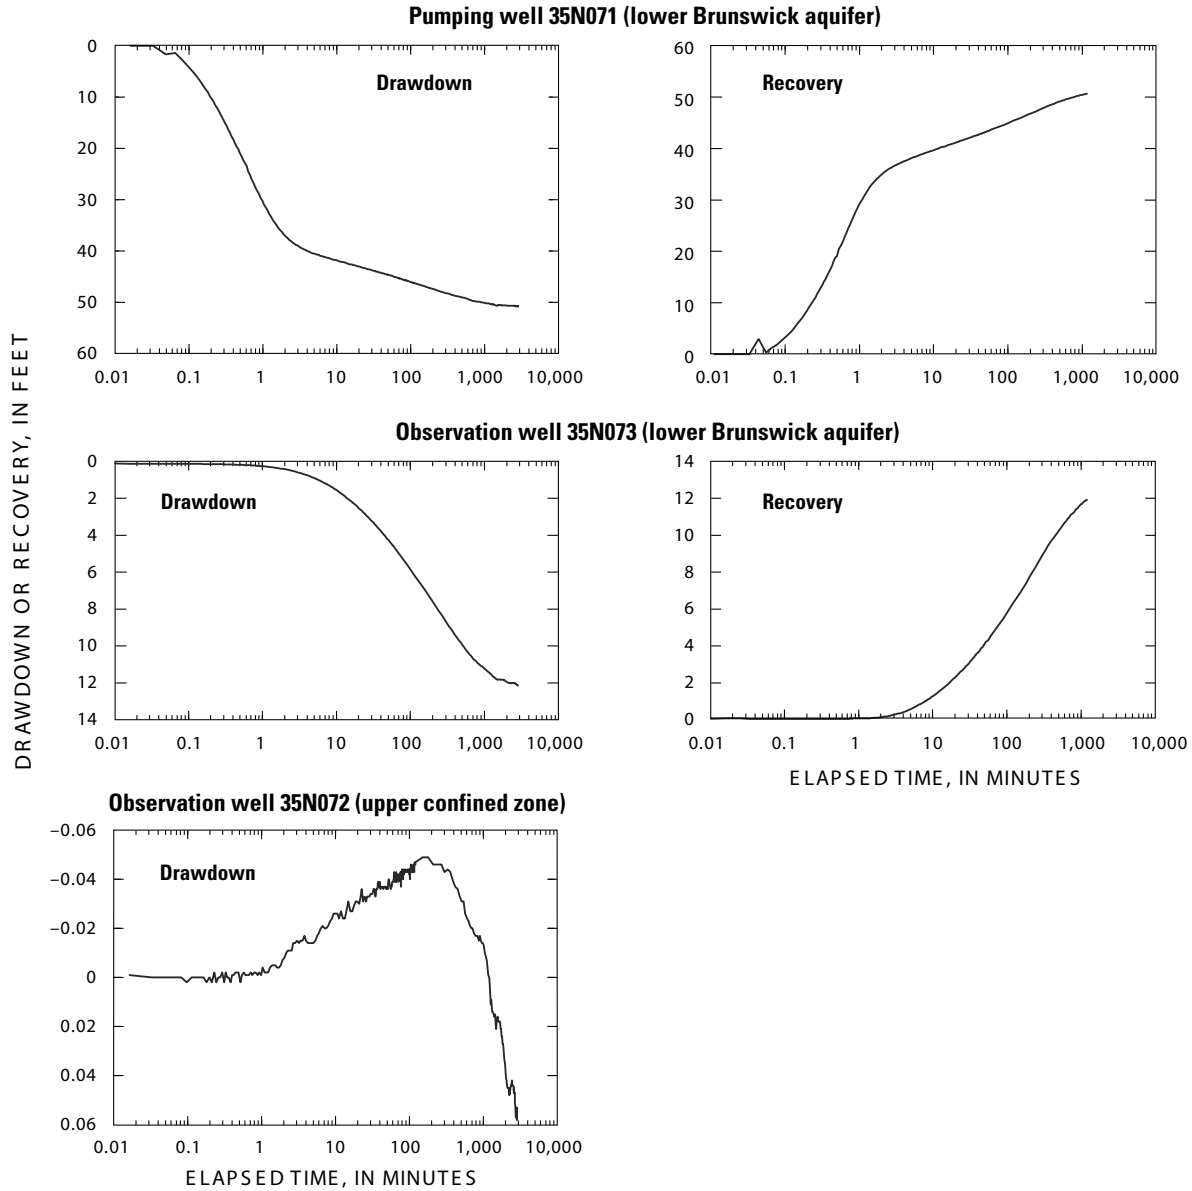 Pumping well 35N071 (lower Brunswick aquifer)
0
10
20
30
40
50
60
Drawdown
0.01 0.1 1 10 100 1,000 10,000
60
50
40
30
20
10
0
Recovery
0.01 0.1 1 10 100 1,000 10,000
DRAWDOWN OR RECOVERY, IN FEET
Observation well 35N073 (lower Brunswick aquifer)
0
2
4
6
8
10
12
14
Drawdown
0.01 0.1 1 10 100 1,000 10,000
14
12
10
8
6
4
2
0
Recovery
0.01 0.1 1 10 100 1,000 10,000
ELAPSED TIME, IN MINUTES
Observation well 35N072 (upper confined zone)
−0.06
−0.04
−0.02
0
0.02
0.04
0.06
Drawdown
0.01 0.1 1 10 100 1,000 10,000
ELAPSED TIME, IN MINUTES